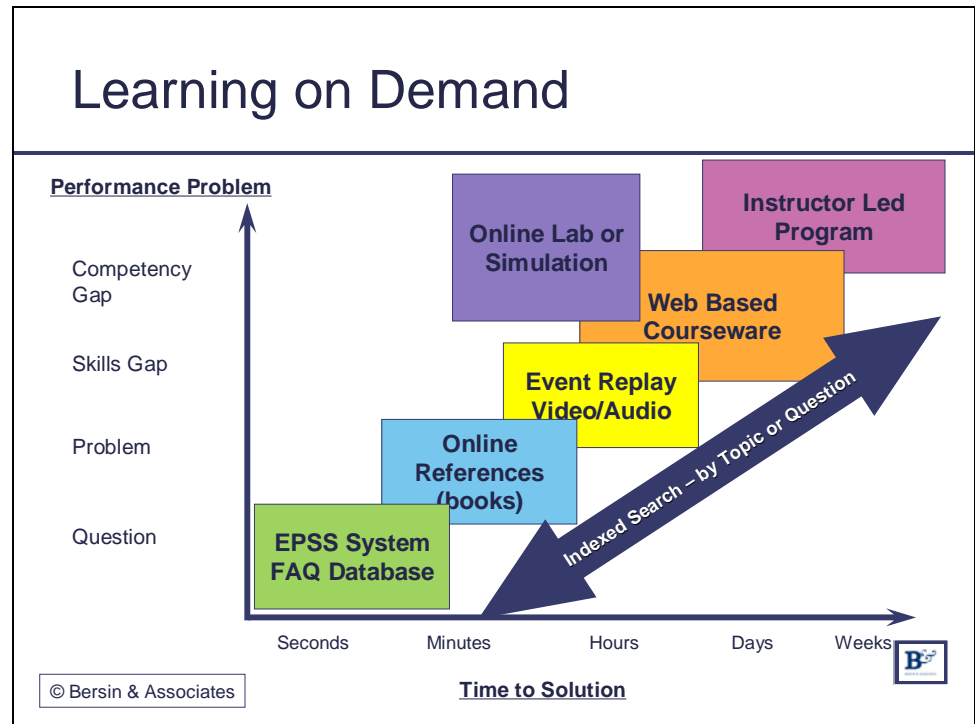 Learning on Demand
Performance Problem
Competency
Gap
Skills Gap
Problem
Question
Online Lab or
Simulation
Instructor Led
Program
Web Based
Courseware
Event Replay
Video/Audio
Online
References
(books)
EPSS System
FAQ Database
Indexed Search – by Topic or Question
Seconds
Minutes
Hours
Days
Weeks
Time to Solution
© Bersin & Associates
B&